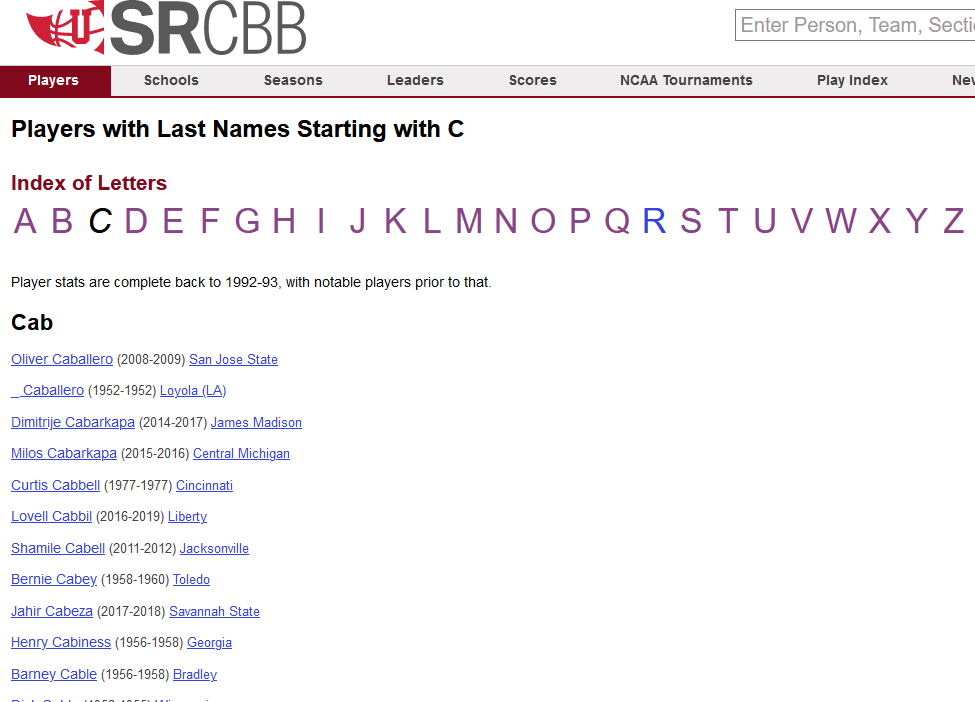 SRCBB
Enter Person, Team, Secti
Players Schools Seasons Leaders Scores NCAA Tournaments Play Index Nev
Players with Last Names Starting with C
Index of Letters
A B C D E F G H I J K L M N O P Q R S T U V W X Y Z
Player stats are complete back to 1992-93, with notable players prior to that.
Cab
Oliver Caballero (2008-2009) San Jose State
_ Caballero (1952-1952) Loyola (LA)
Dimitrije Cabarkapa (2014-2017) James Madison
Milos Cabarkapa (2015-2016) Central Michigan
Curtis Cabbell (1977-1977) Cincinnati
Lovell Cabbil (2016-2019) Liberty
Shamile Cabell (2011-2012) Jacksonville
Bernie Cabey (1958-1960) Toledo
Jahir Cabeza (2017-2018) Savannah State
Henry Cabiness (1956-1958) Georgia
Barney Cable (1956-1958) Bradley